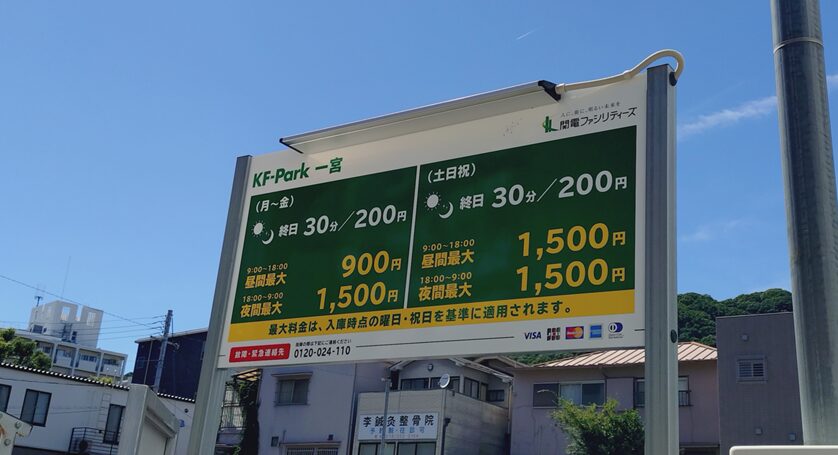 人に、街に、明るい未来を
関電ファシリティーズ
KF-Park 一宮
(月～金)
終日 30分／200円
9:00～18:00
昼間最大 900円
18:00～9:00
夜間最大 1,500円
(土日祝)
終日 30分／200円
9:00～18:00
昼間最大 1,500円
18:00～9:00
夜間最大 1,500円
最大料金は、入庫時点の曜日・祝日を基準に適用されます。
故障・緊急連絡先
0120-024-110
VISA JCB
李鍼灸整骨院